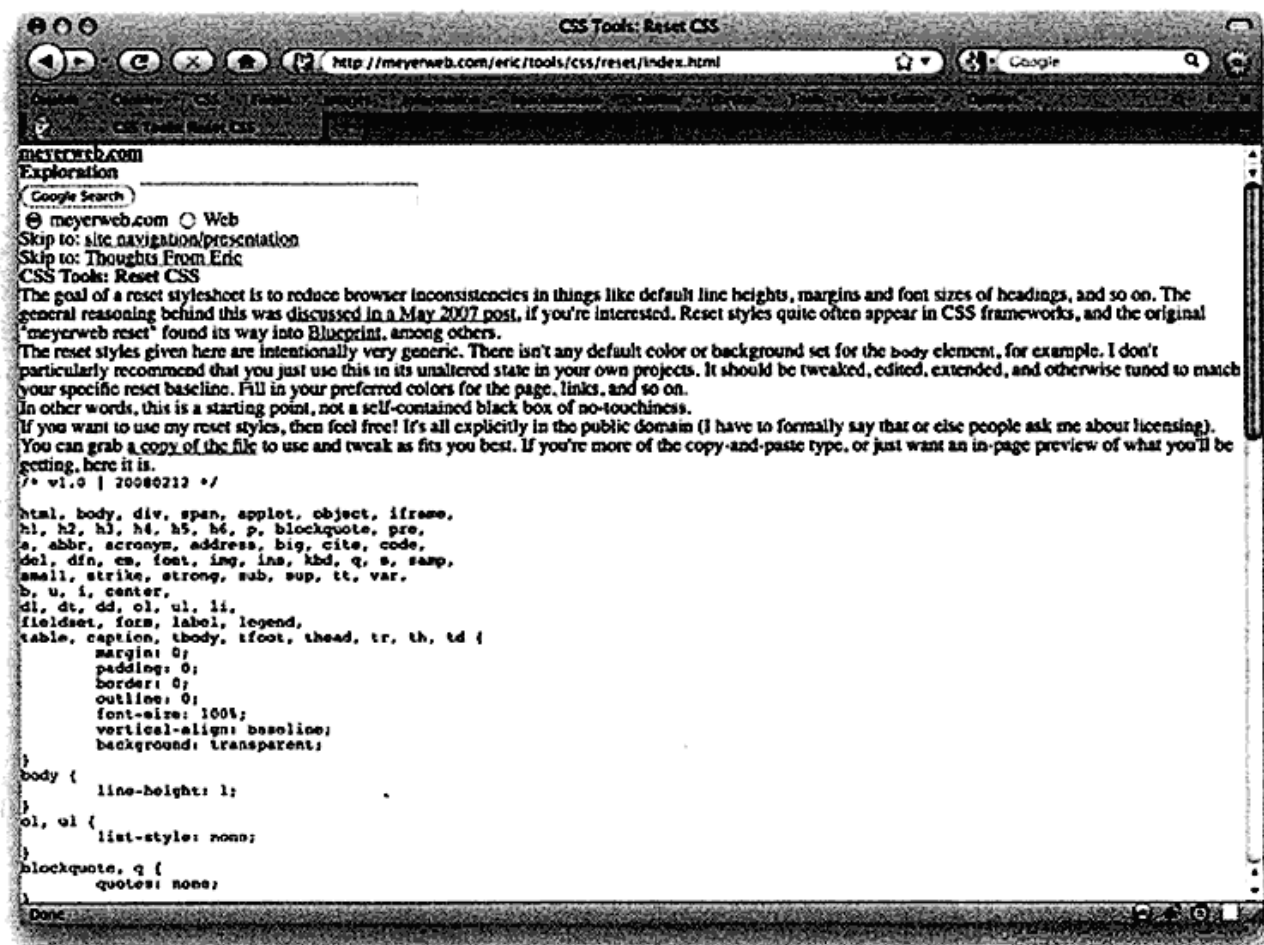 CSS Tools: Reset CSS
http://meyerweb.com/eric/tools/css/reset/index.html
Google
CSS Tools: Reset CSS
meyerweb.com
Exploration
Google Search
meyerweb.com Web
Skip to: site navigation/presentation
Skip to: Thoughts From Eric
CSS Tools: Reset CSS
The goal of a reset stylesheet is to reduce browser inconsistencies in things like default line heights, margins and font sizes of headings, and so on. The
general reasoning behind this was discussed in a May 2007 post, if you're interested. Reset styles quite often appear in CSS frameworks, and the original
"meyerweb reset" found its way into Blueprint, among others.
The reset styles given here are intentionally very generic. There isn't any default color or background set for the body element, for example. I don't
particularly recommend that you just use this in its unaltered state in your own projects. It should be tweaked, edited, extended, and otherwise tuned to match
your specific reset baseline. Fill in your preferred colors for the page, links, and so on.
In other words, this is a starting point, not a self-contained black box of no-touchiness.
If you want to use my reset styles, then feel free! It's all explicitly in the public domain (I have to formally say that or else people ask me about licensing).
You can grab a copy of the file to use and tweak as fits you best. If you're more of the copy-and-paste type, or just want an in-page preview of what you'll be
getting, here it is.
/* v1.0 | 20080212 */
html, body, div, span, applet, object, iframe,
h1, h2, h3, h4, h5, h6, p, blockquote, pre,
a, abbr, acronym, address, big, cite, code,
del, dfn, em, font, img, ins, kbd, q, s, samp,
small, strike, strong, sub, sup, tt, var,
b, u, i, center,
dl, dt, dd, ol, ul, li,
fieldset, form, label, legend,
table, caption, tbody, tfoot, thead, tr, th, td {
margin: 0;
padding: 0;
border: 0;
outline: 0;
font-size: 100%;
vertical-align: baseline;
background: transparent;
}
body {
line-height: 1;
}
ol, ul {
list-style: none;
}
blockquote, q {
quotes: none;
}
Done